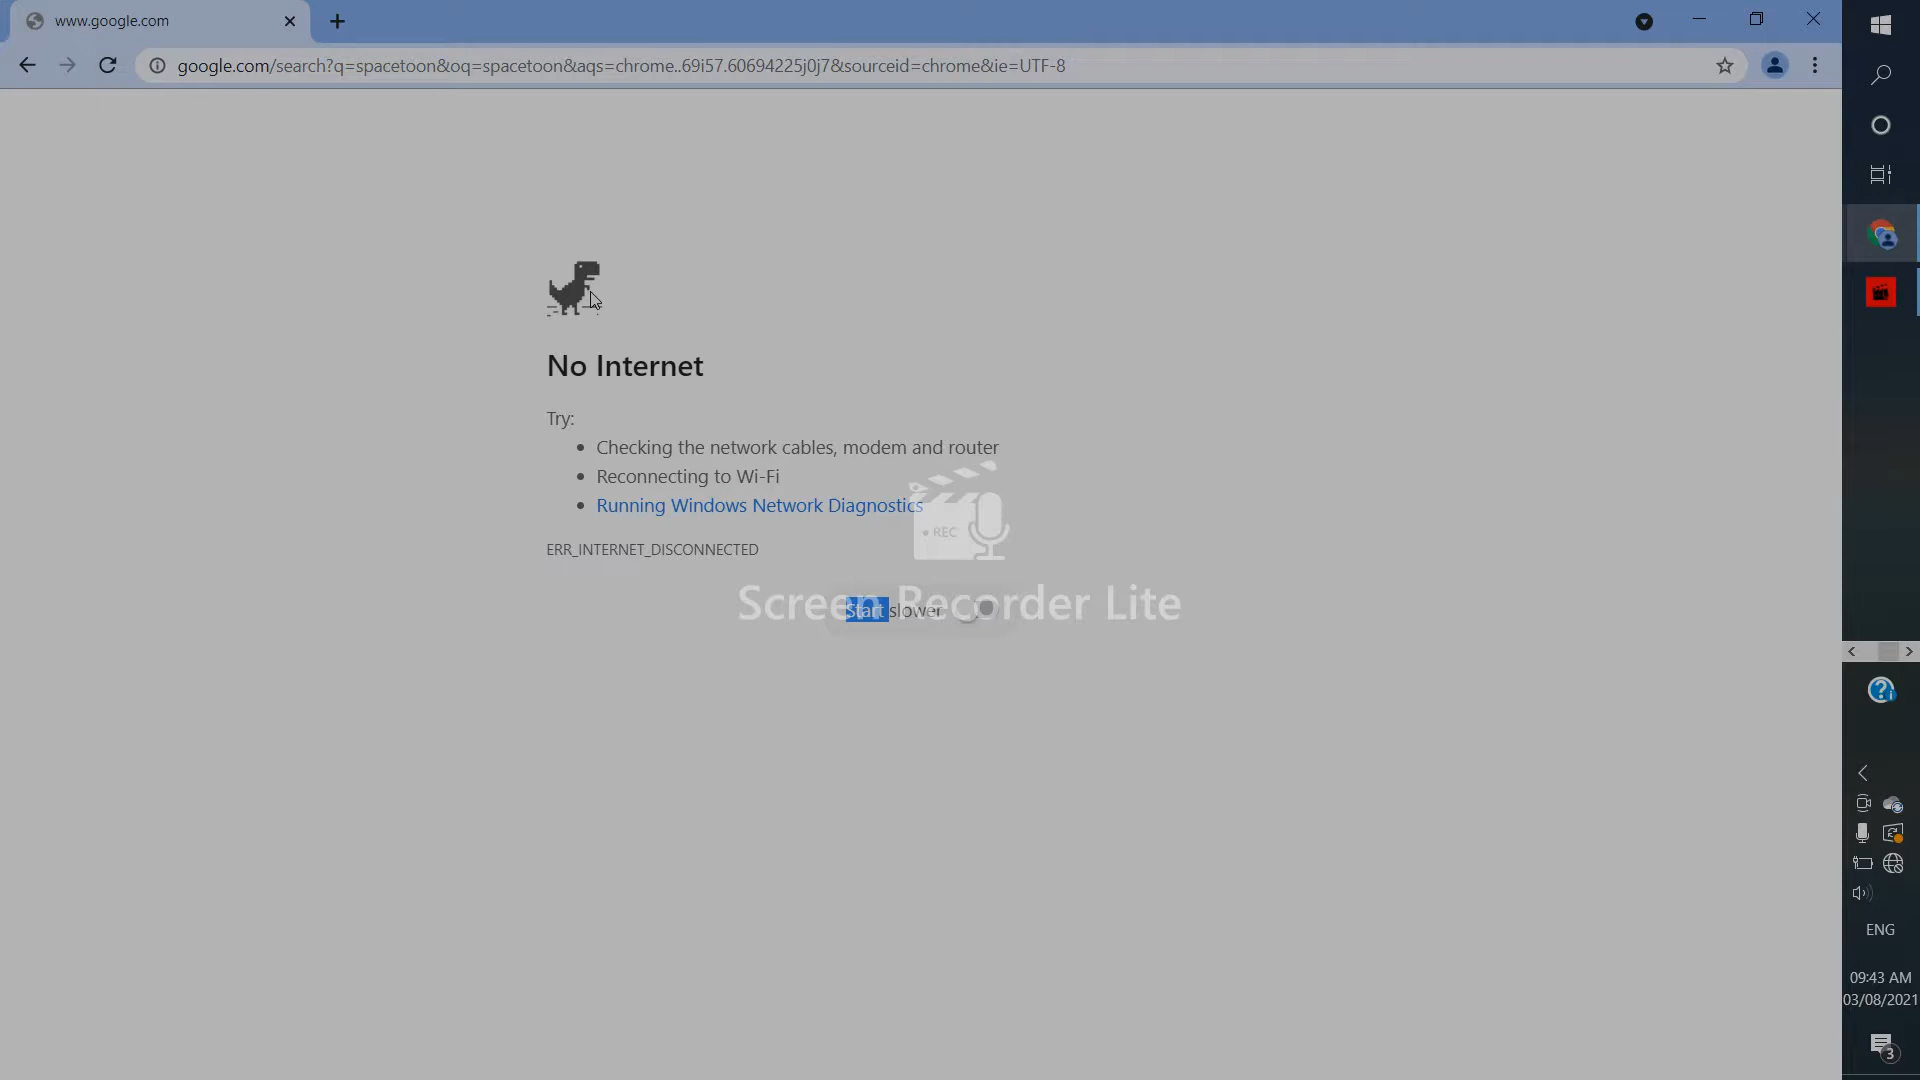 www.google.com
google.com/search?q=spacetoon&oq=spacetoon&aqs=chrome..69i57.60694225j0j7&sourceid=chrome&ie=UTF-8
No Internet
Try:
Checking the network cables, modem and router
Reconnecting to Wi-Fi
Running Windows Network Diagnostics
REC
ERR_INTERNET_DISCONNECTED
Screen Recorder Lite
Start slower
ENG
09:43 AM
03/08/2021
3